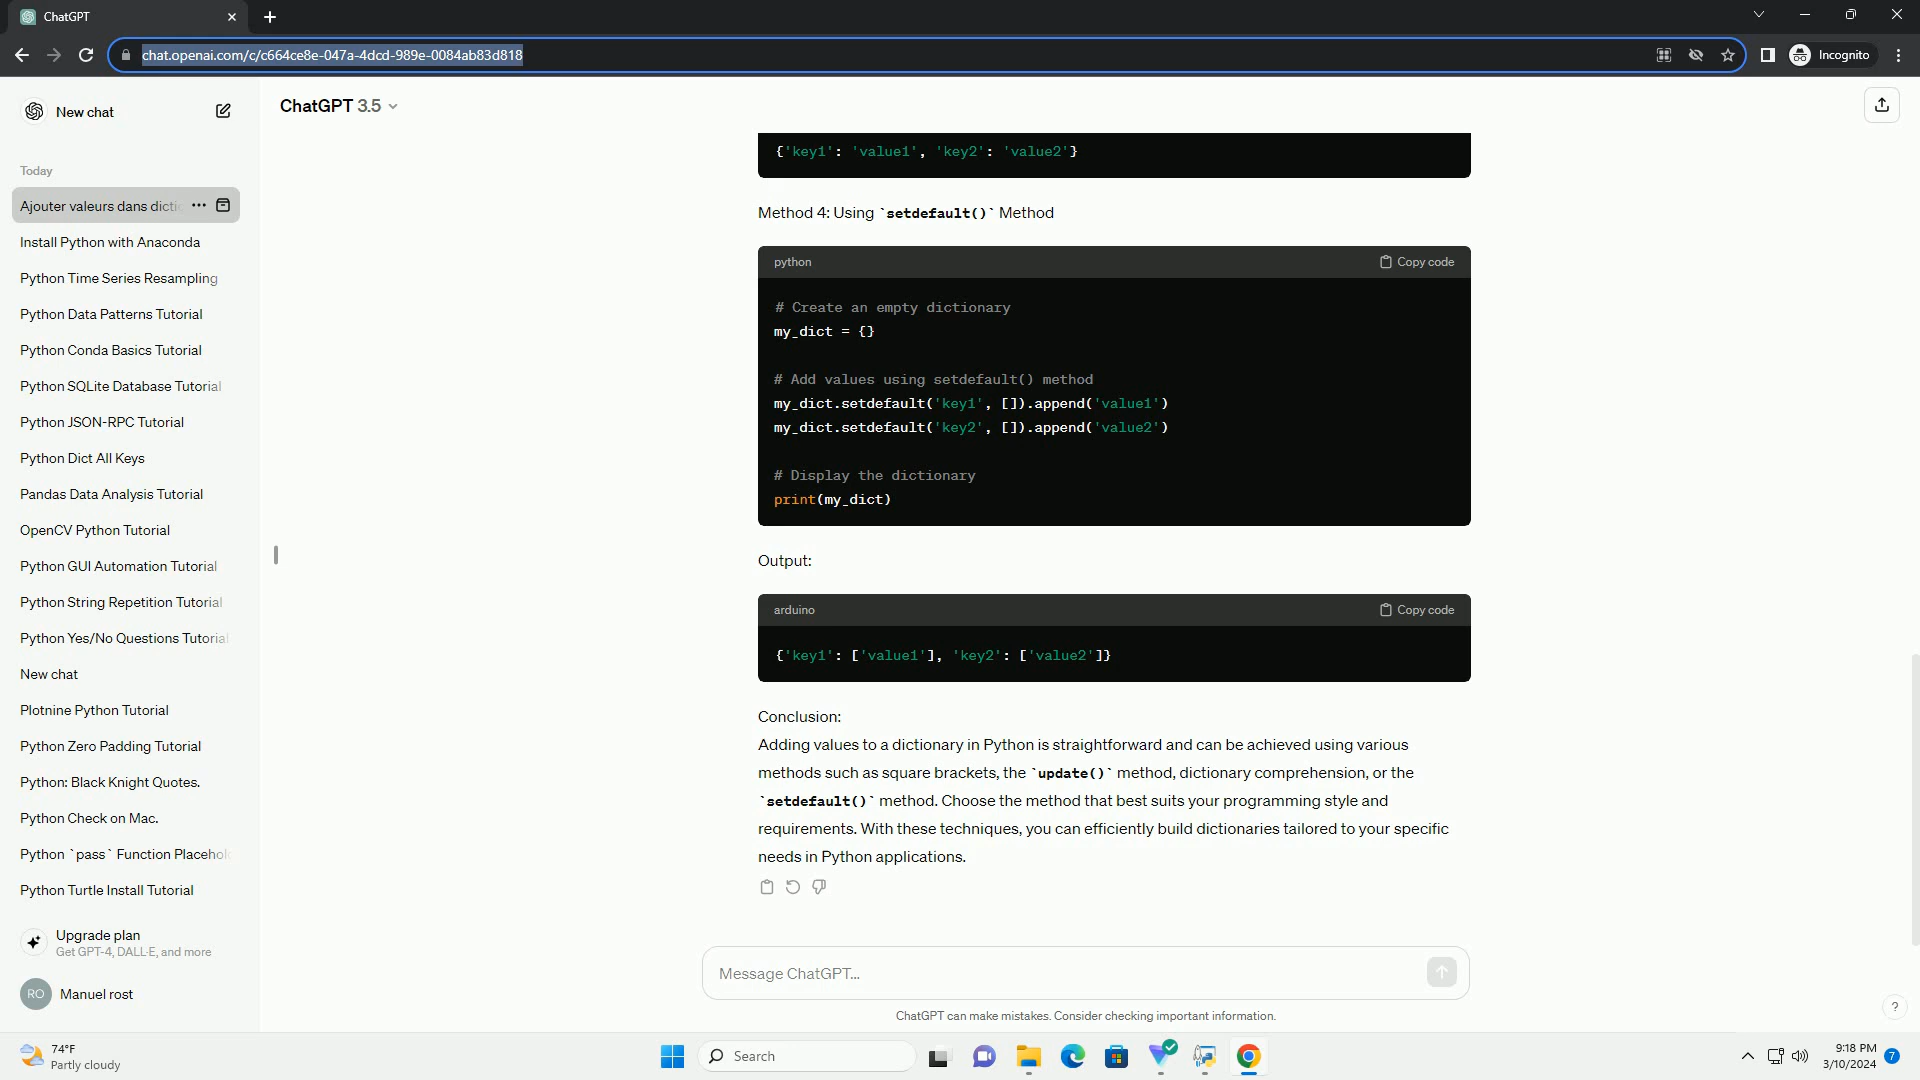 ChatGPT
chat.openai.com/c/c664ce8e-047a-4dcd-989e-0084ab83d818
Incognito
New chat
ChatGPT 3.5
Today
Ajouter valeurs dans dictio
Install Python with Anaconda
Python Time Series Resampling
Python Data Patterns Tutorial
Python Conda Basics Tutorial
Python SQLite Database Tutorial
Python JSON-RPC Tutorial
Python Dict All Keys
Pandas Data Analysis Tutorial
OpenCV Python Tutorial
Python GUI Automation Tutorial
Python String Repetition Tutorial
Python Yes/No Questions Tutorial
New chat
Plotnine Python Tutorial
Python Zero Padding Tutorial
Python: Black Knight Quotes.
Python Check on Mac.
Python `pass` Function Placehol
Python Turtle Install Tutorial
Upgrade plan
Get GPT-4, DALL·E, and more
RO Manuel rost
{'key1': 'value1', 'key2': 'value2'}
Method 4: Using `setdefault()` Method
python Copy code
# Create an empty dictionary
my_dict = {}
# Add values using setdefault() method
my_dict.setdefault('key1', []).append('value1')
my_dict.setdefault('key2', []).append('value2')
# Display the dictionary
print(my_dict)
Output:
arduino Copy code
{'key1': ['value1'], 'key2': ['value2']}
Conclusion:
Adding values to a dictionary in Python is straightforward and can be achieved using various
methods such as square brackets, the `update()` method, dictionary comprehension, or the
`setdefault()` method. Choose the method that best suits your programming style and
requirements. With these techniques, you can efficiently build dictionaries tailored to your specific
needs in Python applications.
Message ChatGPT...
ChatGPT can make mistakes. Consider checking important information.
?
74°F
Partly cloudy
Search
9:18 PM
3/10/2024
7